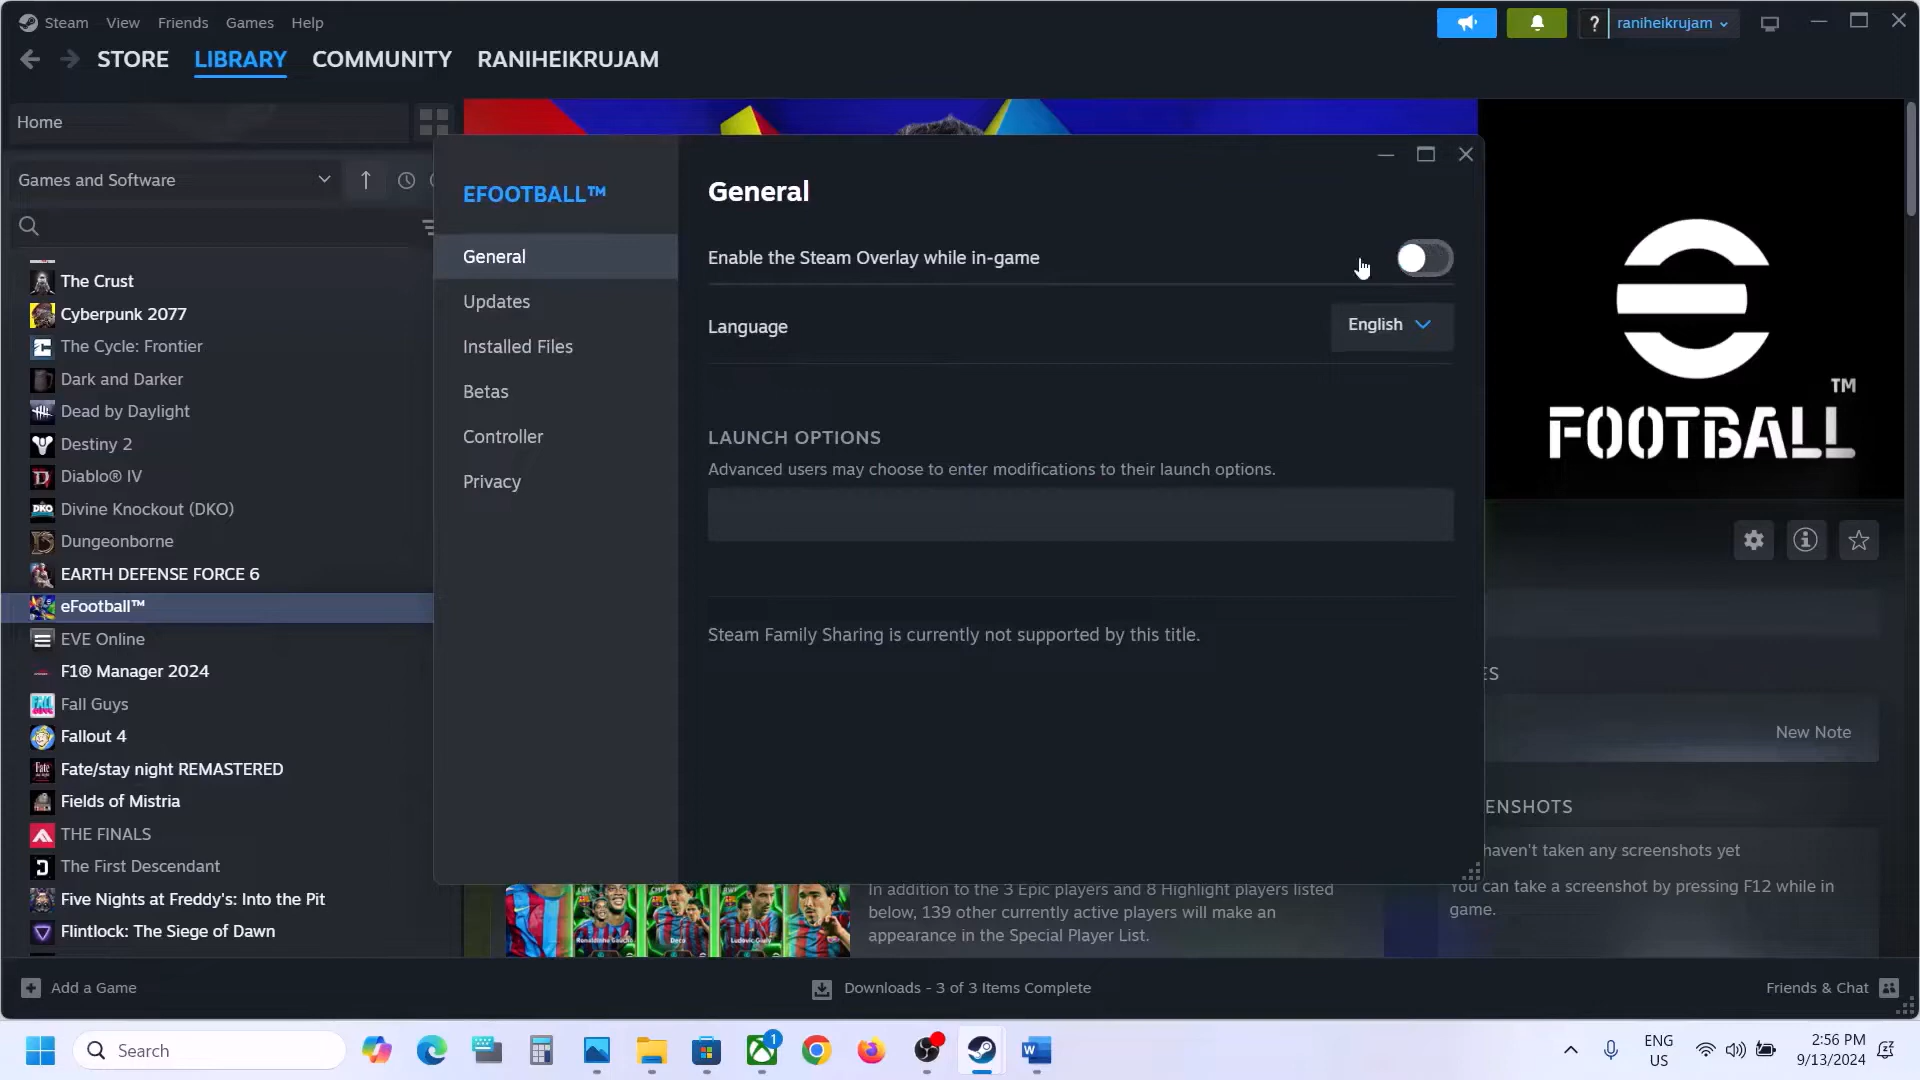 Steam View Friends Games Help
? raniheikrujam
STORE LIBRARY COMMUNITY RANIHEIKRUJAM
Home
Games and Software
The Crust
Cyberpunk 2077
The Cycle: Frontier
Dark and Darker
Dead by Daylight
Destiny 2
Diablo® IV
Divine Knockout (DKO)
Dungeonborne
EARTH DEFENSE FORCE 6
eFootball™
EVE Online
F1® Manager 2024
Fall Guys
Fallout 4
Fate/stay night REMASTERED
Fields of Mistria
THE FINALS
The First Descendant
Five Nights at Freddy's: Into the Pit
Flintlock: The Siege of Dawn
EFOOTBALL™
General
Updates
Installed Files
Betas
Controller
Privacy
General
Enable the Steam Overlay while in-game
Language English
LAUNCH OPTIONS
Advanced users may choose to enter modifications to their launch options.
Steam Family Sharing is currently not supported by this title.
TM
FOOTBALL
ES
New Note
ENSHOTS
haven't taken any screenshots yet
You can take a screenshot by pressing F12 while in
game.
In addition to the 3 Epic players and 8 Highlight players listed
below, 139 other currently active players will make an
appearance in the Special Player List.
Add a Game
Downloads - 3 of 3 Items Complete
Friends & Chat
Search
1
ENG
US
2:56 PM
9/13/2024